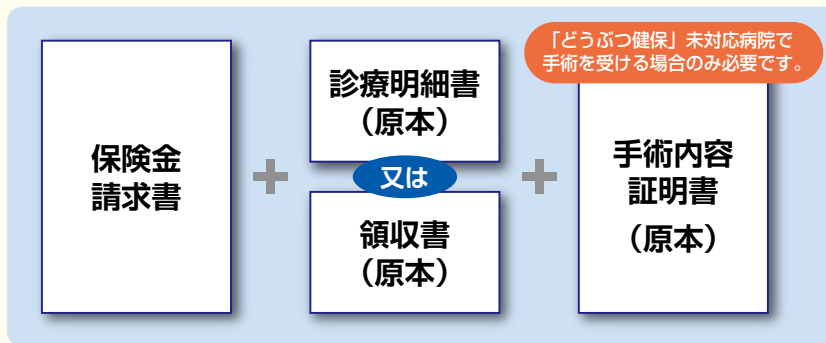 保険金
請求書
診療明細書
（原本）
又は
領収書
（原本）
「どうぶつ健保」未対応病院で
手術を受ける場合のみ必要です。
手術内容
証明書
（原本）